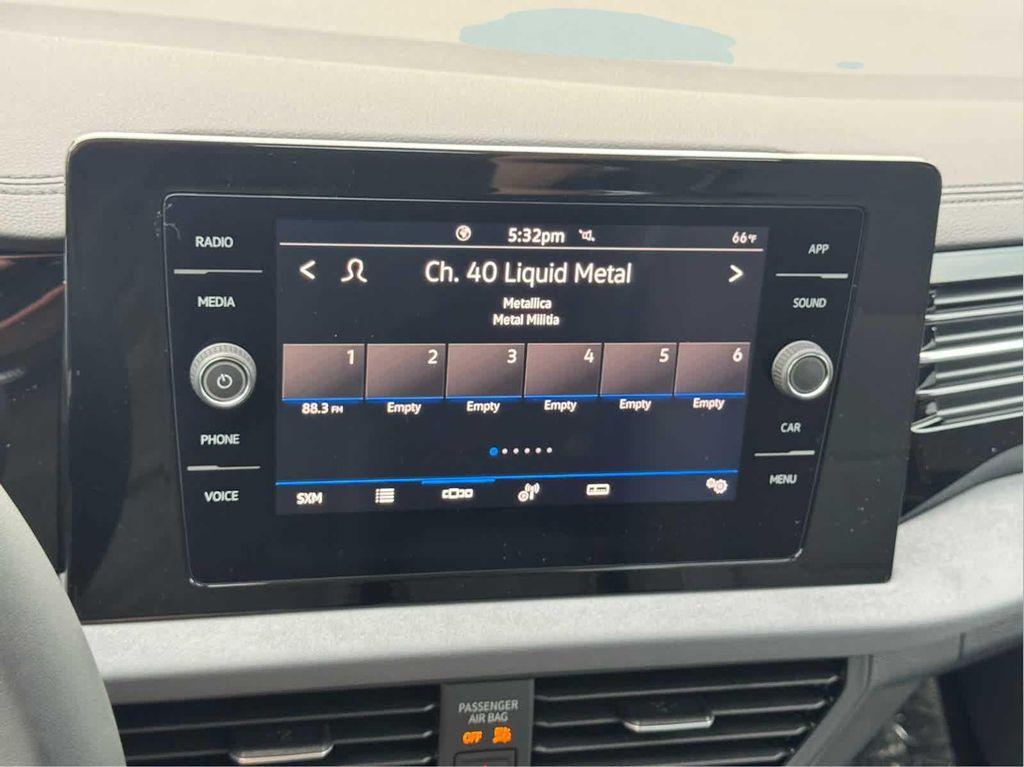 RADIO
MEDIA
PHONE
VOICE
5:32pm
66°F
< Ch. 40 Liquid Metal >
Metallica
Metal Militia
1 2 3 4 5 6
88.3 FM Empty Empty Empty Empty Empty
SXM
APP
SOUND
CAR
MENU
PASSENGER
AIR BAG
OFF